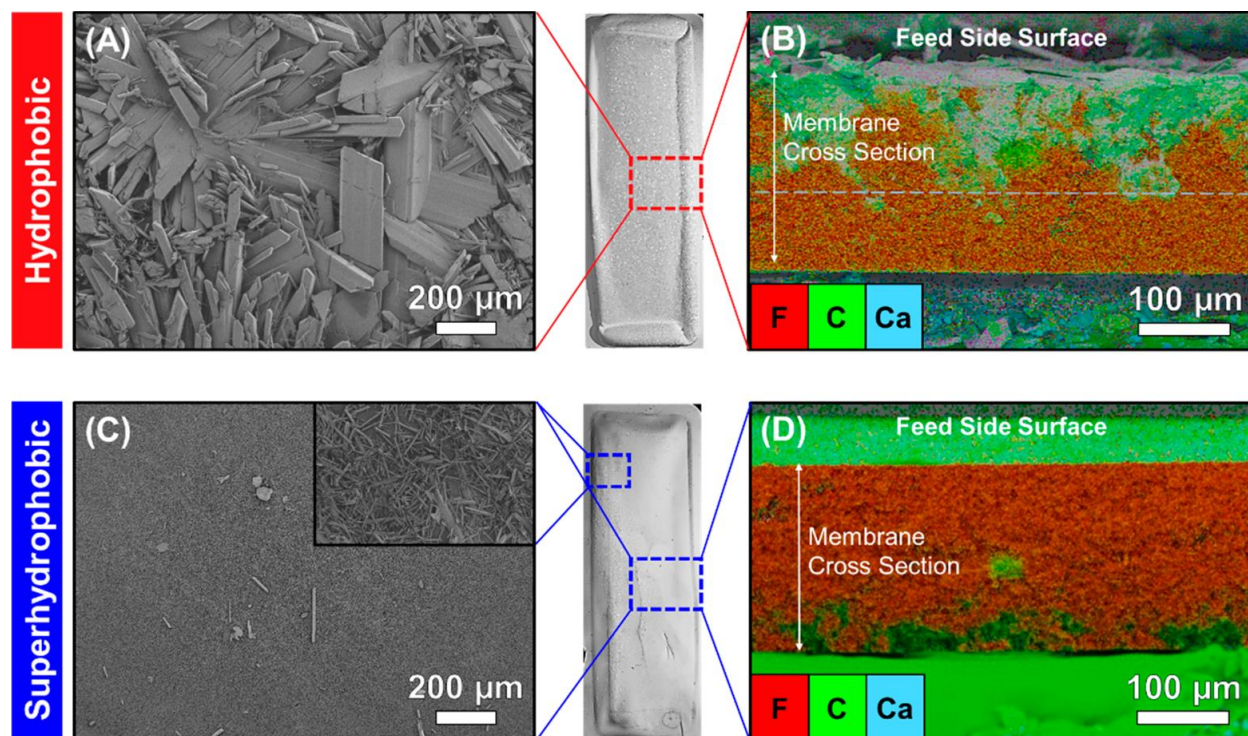 Hydrophobic
(A)
200 µm
(B)
Feed Side Surface
Membrane
Cross Section
F C Ca
100 µm
Superhydrophobic
(C)
200 µm
(D)
Feed Side Surface
Membrane
Cross Section
F C Ca
100 µm